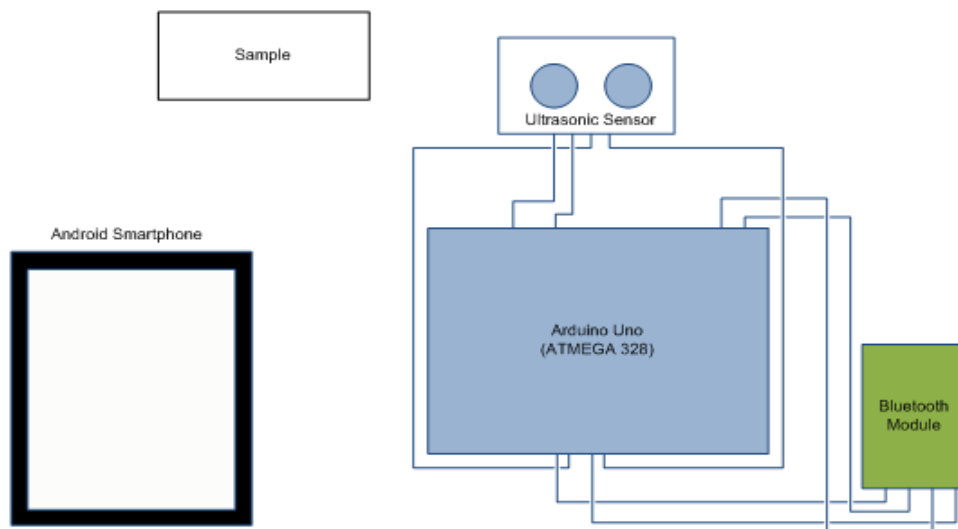 Sample
Ultrasonic Sensor
Android Smartphone
Arduino Uno
(ATMEGA 328)
Bluetooth
Module